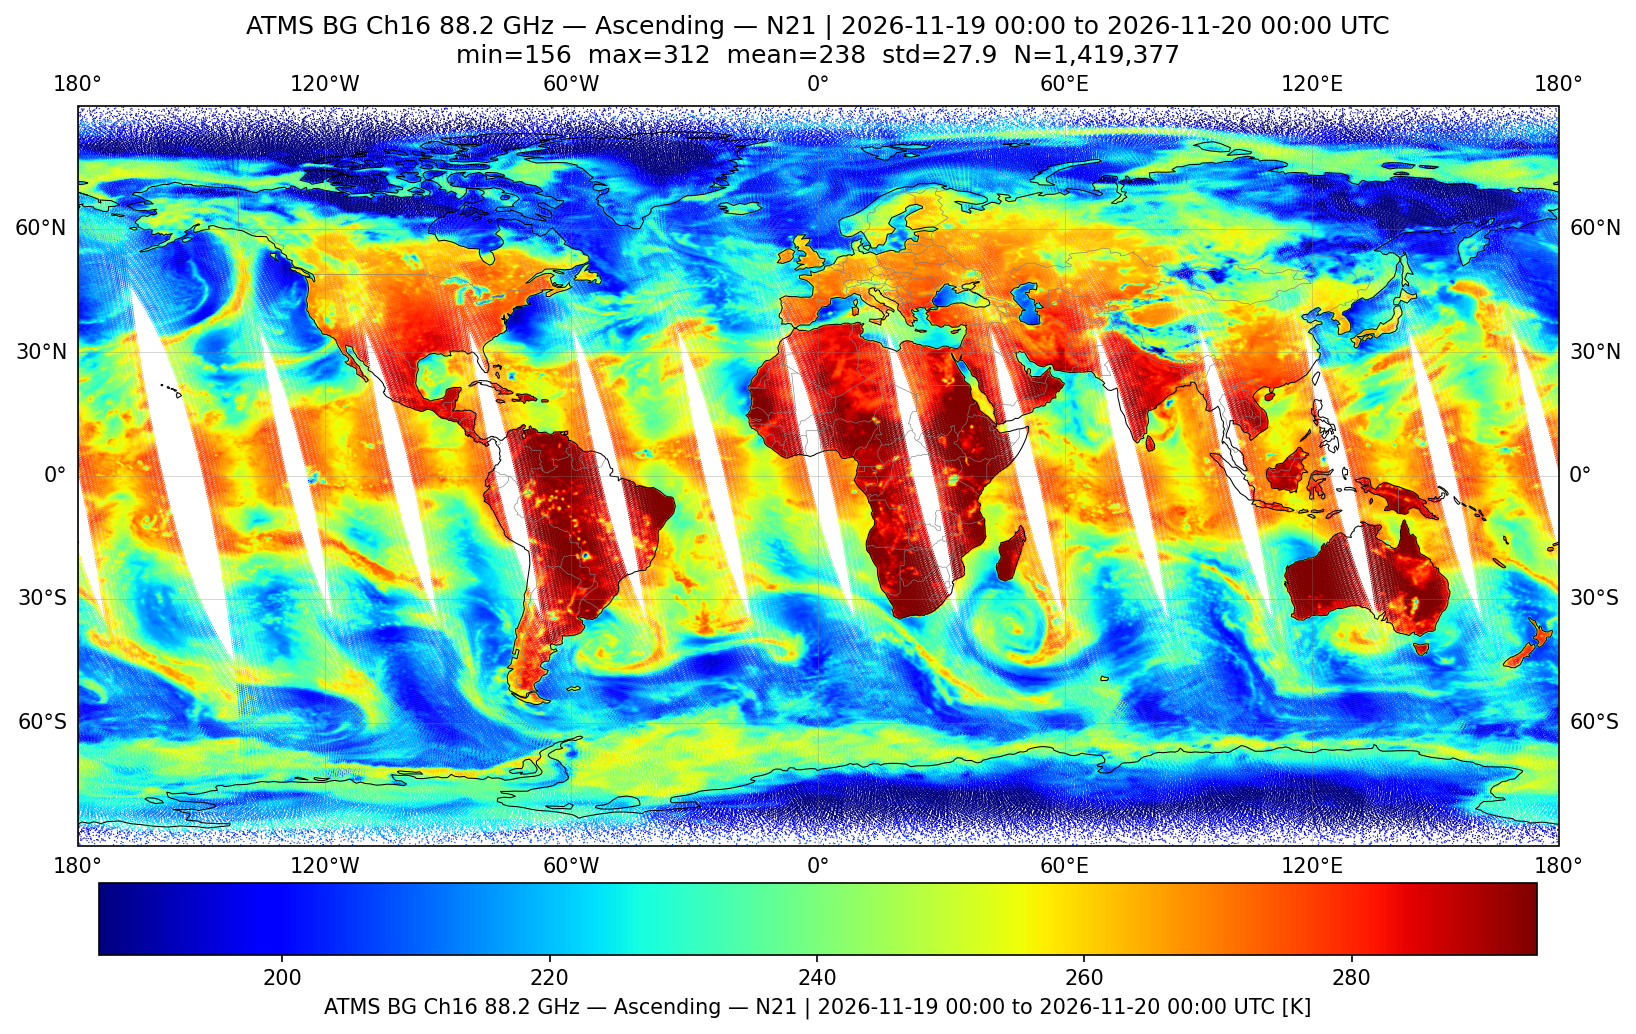 ATMS BG Ch16 88.2 GHz — Ascending — N21 | 2026-11-19 00:00 to 2026-11-20 00:00 UTC
min=156 max=312 mean=238 std=27.9 N=1,419,377
180° 120°W 60°W 0° 60°E 120°E 180°
60°N 60°N
30°N 30°N
0° 0°
30°S 30°S
60°S 60°S
180° 120°W 60°W 0° 60°E 120°E 180°
200 220 240 260 280
ATMS BG Ch16 88.2 GHz — Ascending — N21 | 2026-11-19 00:00 to 2026-11-20 00:00 UTC [K]